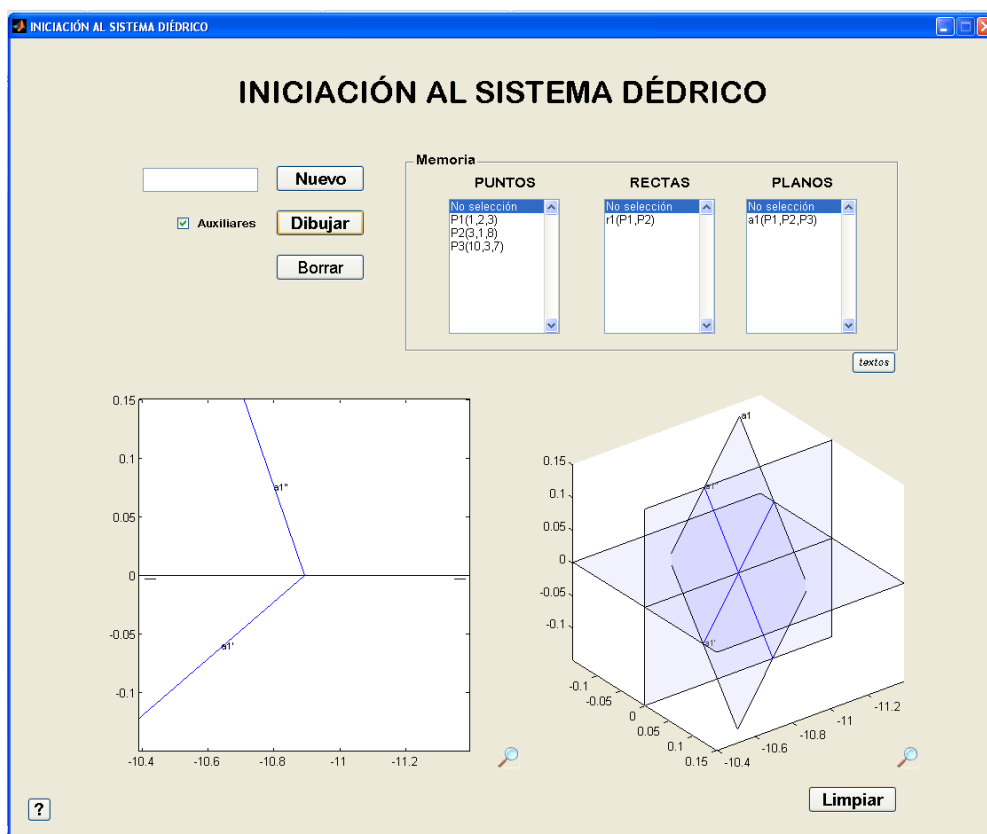 INICIACIÓN AL SISTEMA DIÉDRICO
INICIACIÓN AL SISTEMA DÉDRICO
Nuevo
Auxiliares
Dibujar
Borrar
Memoria
PUNTOS
No selección
P1(1,2,3)
P2(3,1,8)
P3(10,3,7)
RECTAS
No selección
r1(P1,P2)
PLANOS
No selección
a1(P1,P2,P3)
textos
0.15
0.1
0.05
0
-0.05
-0.1
a1"
a1'
-10.4
-10.6
-10.8
-11
-11.2
0.15
0.1
0.05
0
-0.05
-0.1
a1
a1"
a1'
-0.1
-0.05
0
0.05
0.1
0.15
-10.4
-10.6
-10.8
-11
-11.2
?
Limpiar